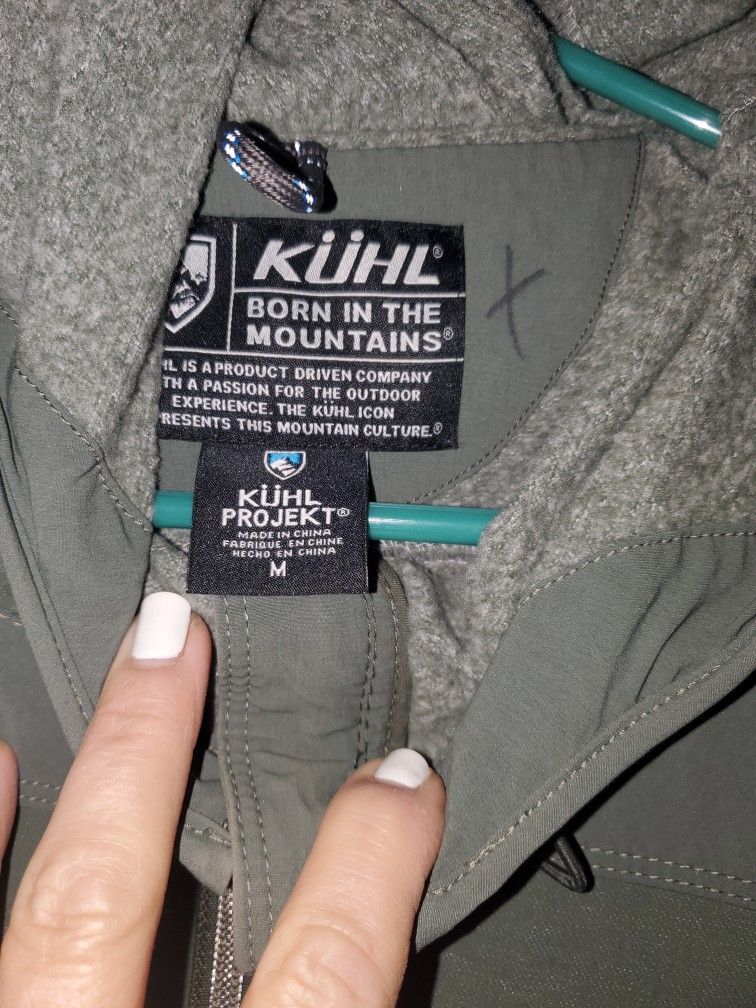 KÜHL®
BORN IN THE
MOUNTAINS®
HL IS A PRODUCT DRIVEN COMPANY
TH A PASSION FOR THE OUTDOOR
EXPERIENCE. THE KÜHL ICON
RESENTS THIS MOUNTAIN CULTURE.®
X
KÜHL
PROJEKT®
MADE IN CHINA
FABRIQUE EN CHINE
HECHO EN CHINA
M